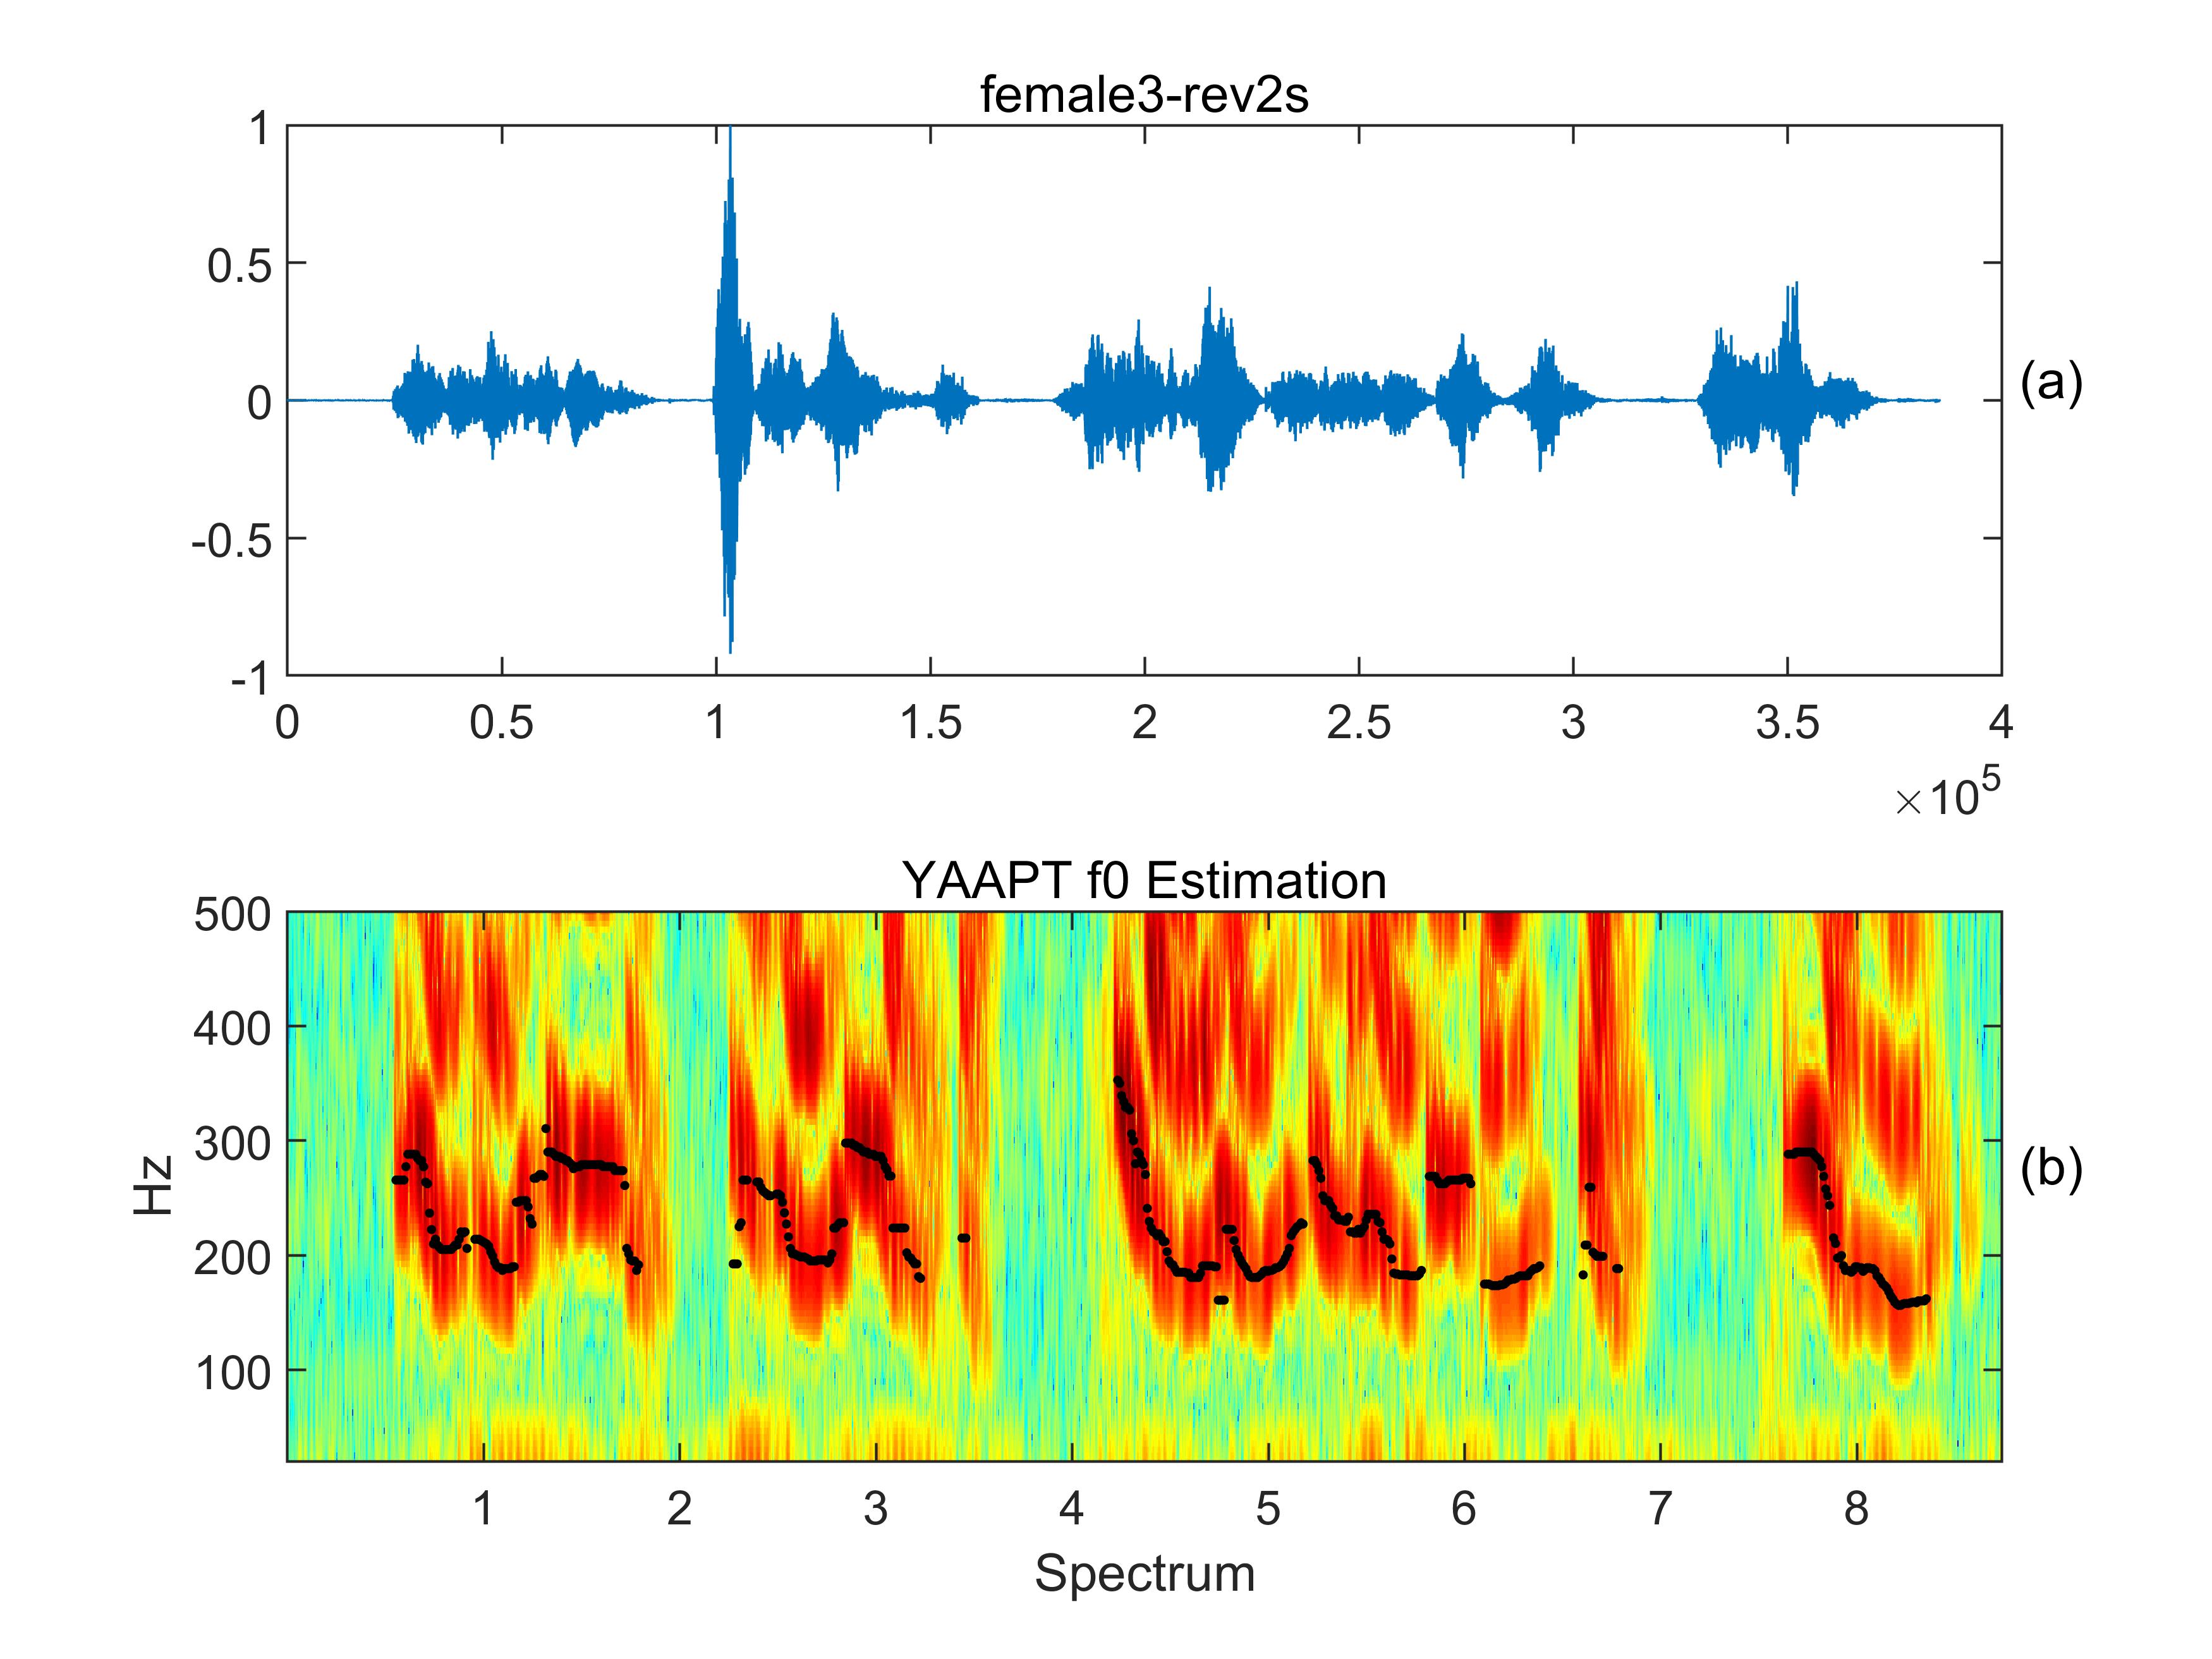 female3-rev2s
1
0.5
0
-0.5
-1
(a)
0 0.5 1 1.5 2 2.5 3 3.5 4
×10⁵
YAAPT f0 Estimation
500
400
300
200
100
Hz
(b)
1 2 3 4 5 6 7 8
Spectrum